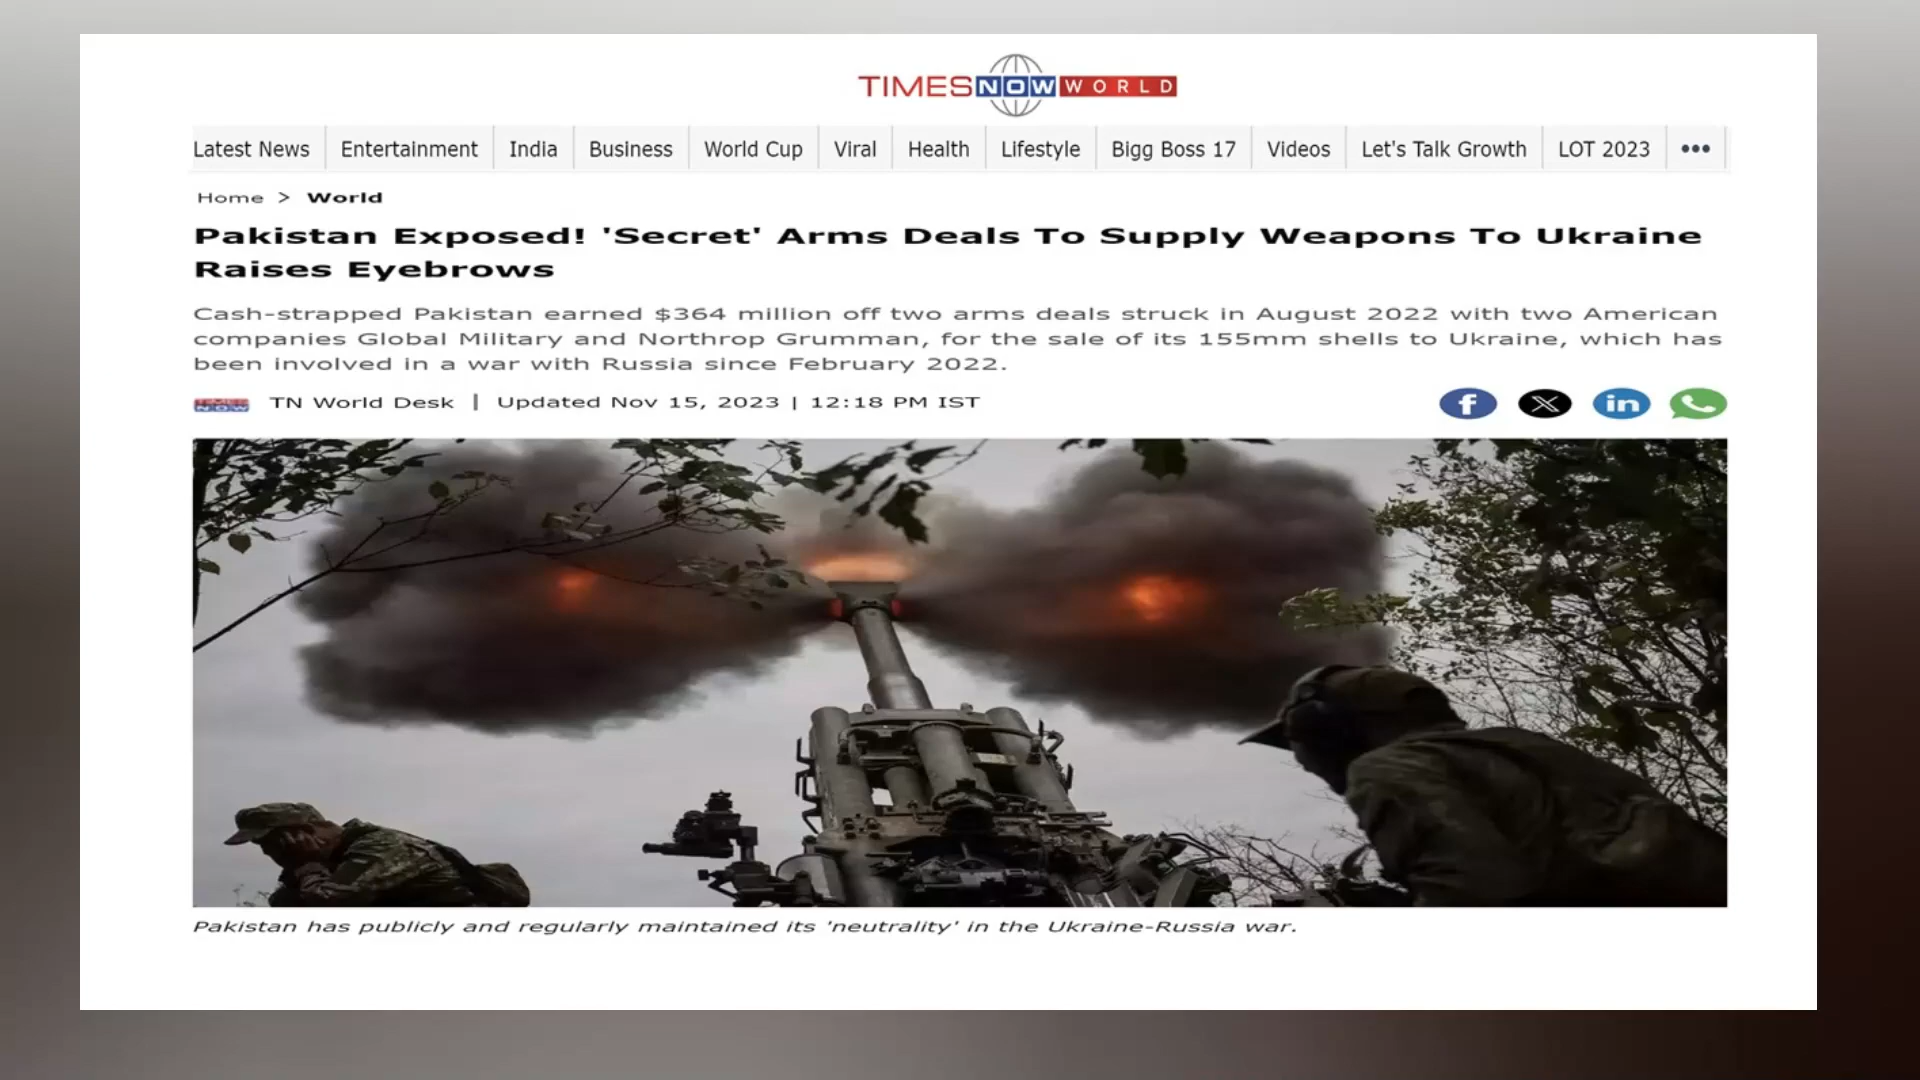 TIMES NOW WORLD
Latest News Entertainment India Business World Cup Viral Health Lifestyle Bigg Boss 17 Videos Let's Talk Growth LOT 2023 •••
Home > World
Pakistan Exposed! 'Secret' Arms Deals To Supply Weapons To Ukraine
Raises Eyebrows
Cash-strapped Pakistan earned $364 million off two arms deals struck in August 2022 with two American
companies Global Military and Northrop Grumman, for the sale of its 155mm shells to Ukraine, which has
been involved in a war with Russia since February 2022.
TIMES NOW TN World Desk | Updated Nov 15, 2023 | 12:18 PM IST
Pakistan has publicly and regularly maintained its 'neutrality' in the Ukraine-Russia war.